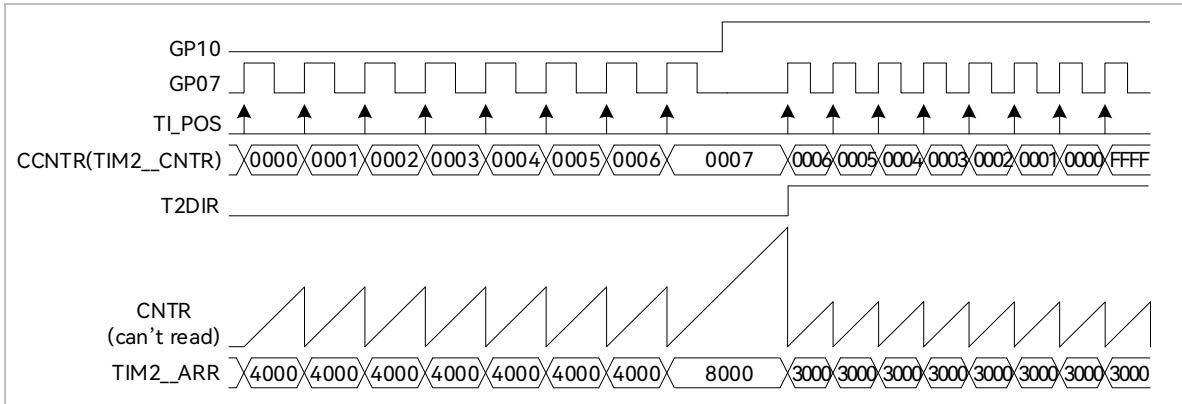 GP10
GP07
TI_POS
CCNTR(TIM2__CNTR) 0000 0001 0002 0003 0004 0005 0006 0007 0006 0005 0004 0003 0002 0001 0000 FFFF
T2DIR
CNTR
(can't read)
TIM2__ARR 4000 4000 4000 4000 4000 4000 4000 8000 3000 3000 3000 3000 3000 3000 3000 3000